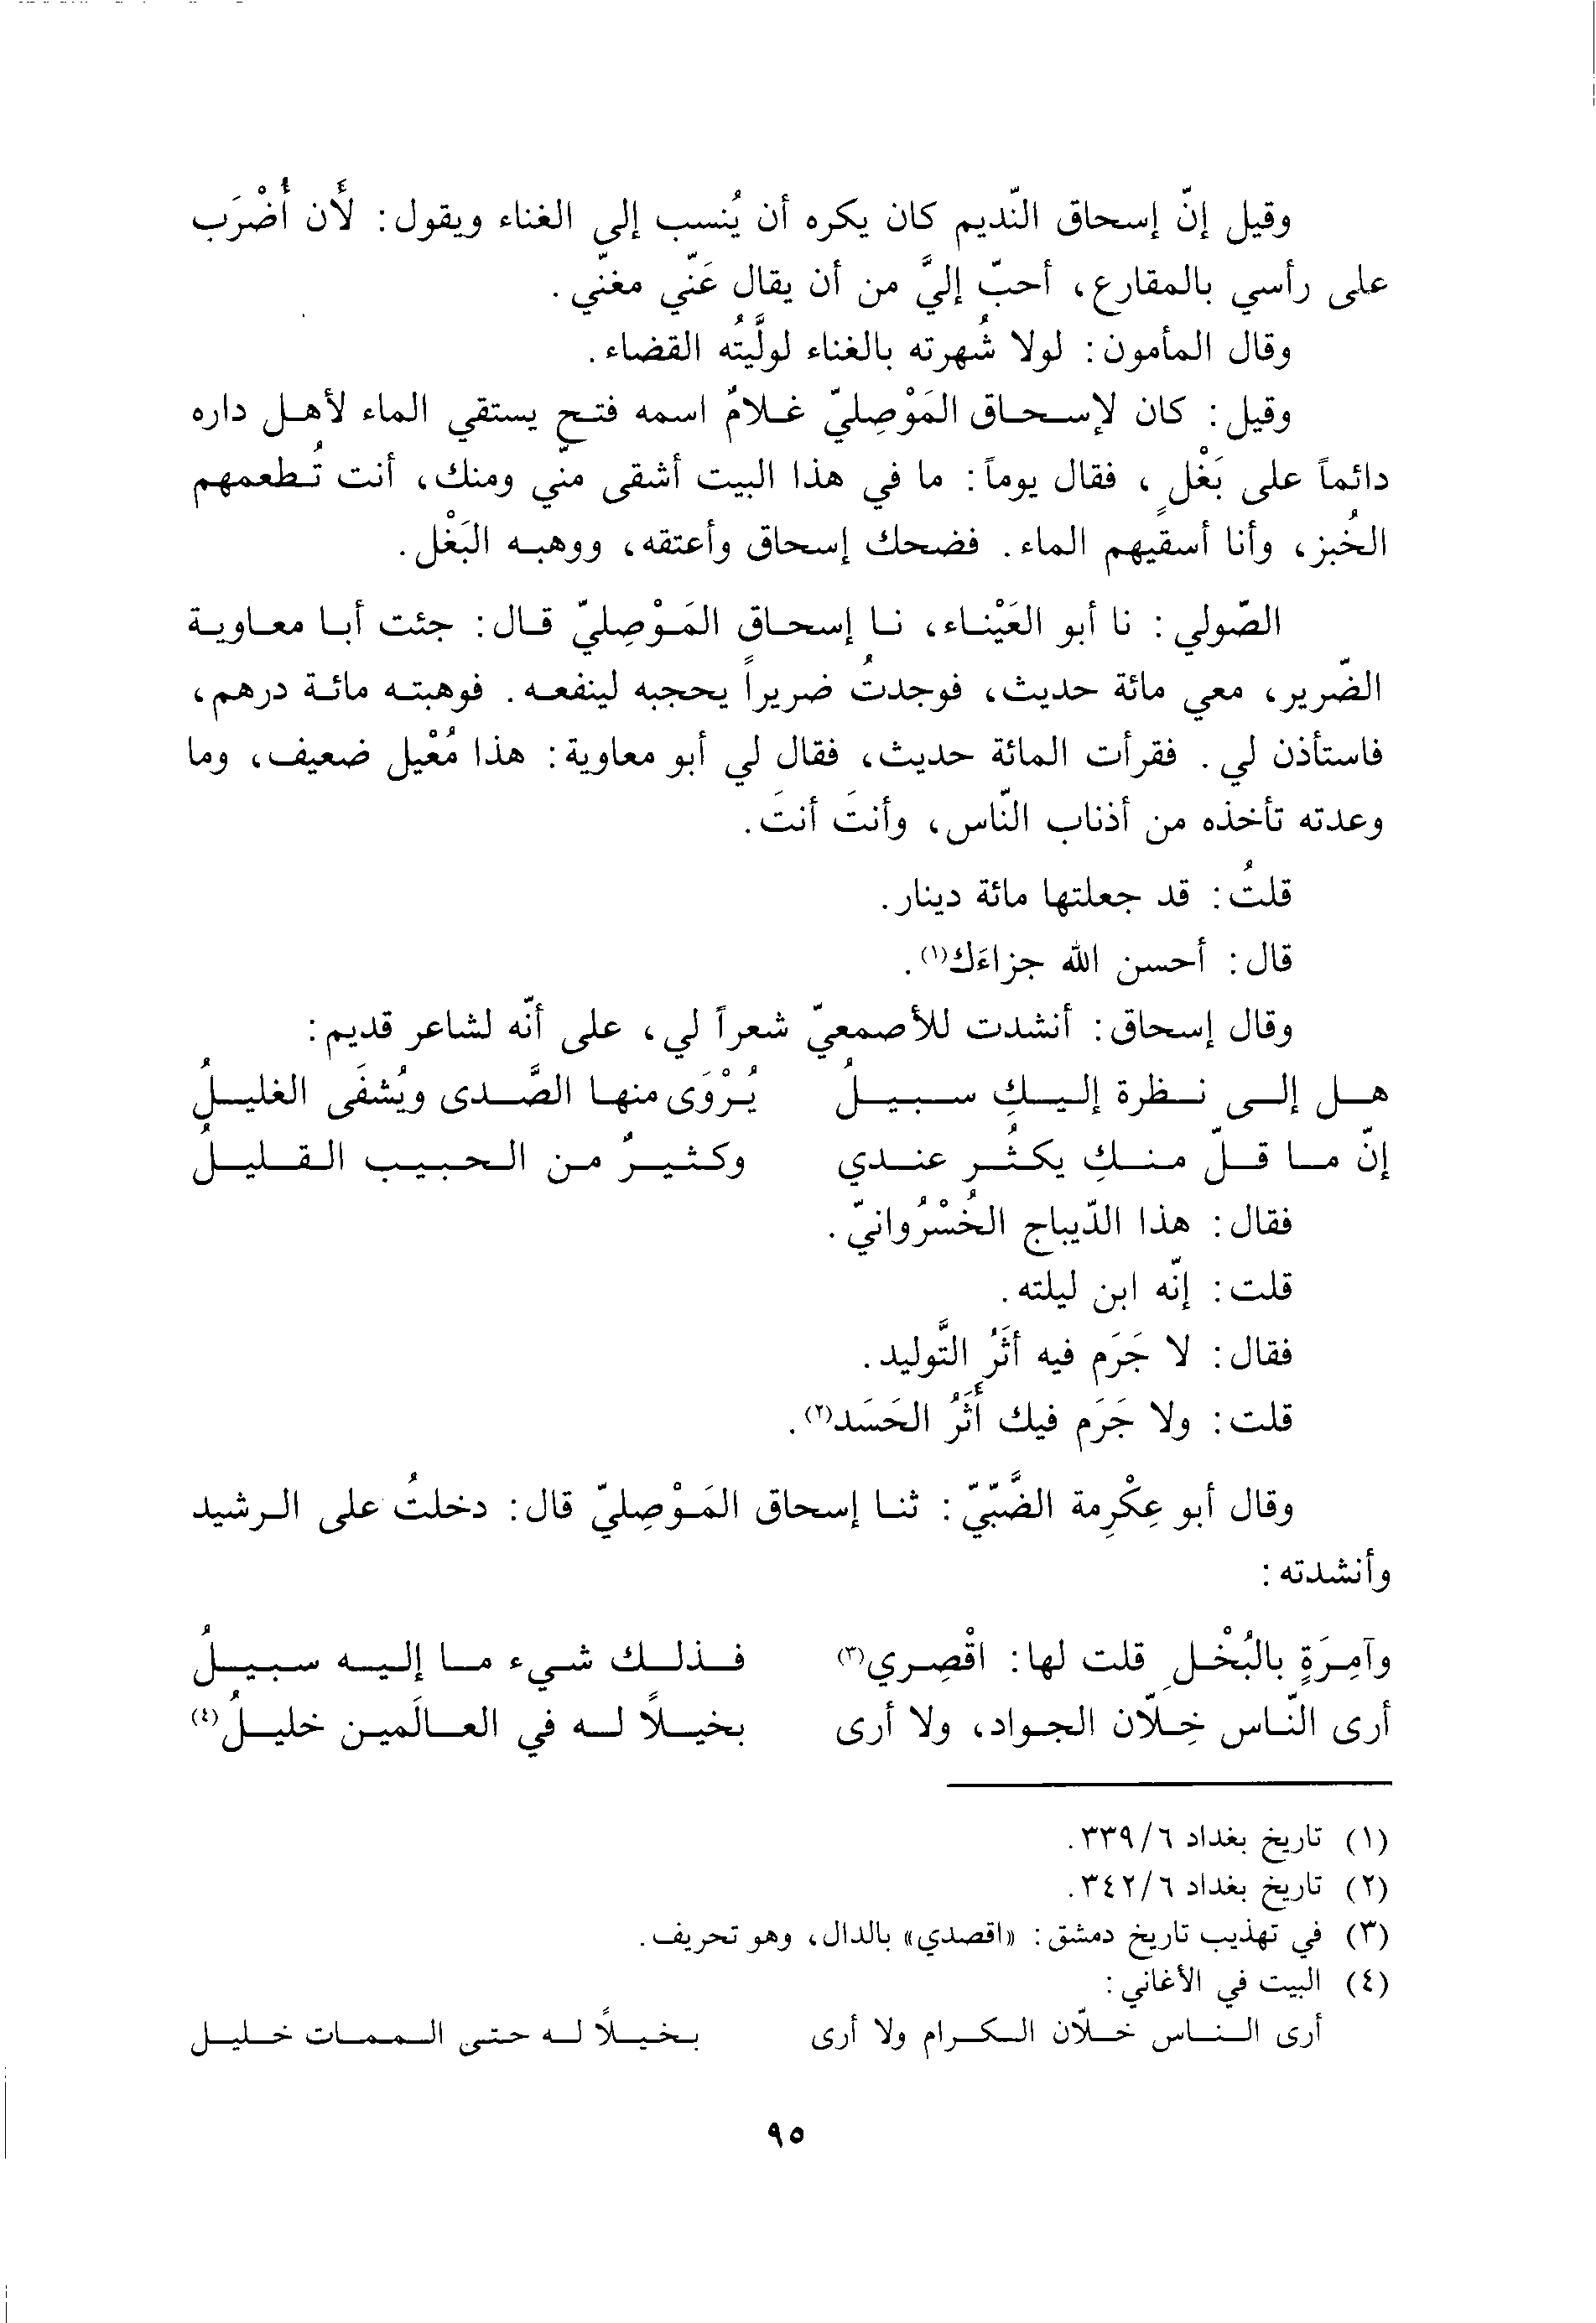 وقيل إنّ إسحاق النّديم كان يكره أن يُنسب إلى الغناء ويقول: لأَن أُضْرَب
على رأسي بالمقارع، أحبّ إليَّ من أن يقال عَنّي مغنّي.
وقال المأمون: لولا شُهرته بالغناء لولَّيتُه القضاء.
وقيل: كان لإسحاق المَوْصِليّ غلامٌ اسمه فتح يستقي الماء لأهل داره
دائماً على بَغْلٍ، فقال يوماً: ما في هذا البيت أشقى منّي ومنك، أنت تُطعمهم
الخُبز، وأنا أسقيهم الماء. فضحك إسحاق وأعتقه، ووهبه البَغْل.
الصّولي: نا أبو العَيْناء، نا إسحاق المَوْصِليّ قال: جئت أبا معاوية
الضّرير، معي مائة حديث، فوجدتُ ضريراً يحجبه لينفعه. فوهبته مائة درهم،
فاستأذن لي. فقرأت المائة حديث، فقال لي أبو معاوية: هذا مُعْيل ضعيف، وما
وعدته تأخذه من أذناب النّاس، وأنتَ أنتَ.
قلتُ: قد جعلتها مائة دينار.
قال: أحسن الله جزاءَك(١).
وقال إسحاق: أنشدت للأصمعيّ شعراً لي، على أنّه لشاعر قديم:
هل إلى نظرة إليكِ سبيلُ يُرْوَى منها الصَّدى ويُشفَى الغليلُ
إنّ ما قلّ منكِ يكثُر عندي وكثيرٌ من الحبيب القليلُ
فقال: هذا الدّيباج الخُسْرُوانيّ.
قلت: إنّه ابن ليلته.
فقال: لا جَرَم فيه أثَرُ التَّوليد.
قلت: ولا جَرَم فيك أَثَرُ الحَسَد(٢).
وقال أبو عِكْرِمة الضَّبّيّ: ثنا إسحاق المَوْصِليّ قال: دخلتُ على الرشيد
وأنشدته:
وآمِرَةٍ بالبُخْلِ قلت لها: اقْصِري(٣) فذلك شيء ما إليه سبيلُ
أرى النّاس خِلّان الجواد، ولا أرى بخيلاً له في العالَمين خليلُ(٤)
(١) تاريخ بغداد ٦/٣٣٩.
(٢) تاريخ بغداد ٦/٣٤٢.
(٣) في تهذيب تاريخ دمشق: «اقصدي» بالدال، وهو تحريف.
(٤) البيت في الأغاني:
أرى الناس خلّان الكرام ولا أرى بخيلاً له حتى الممات خليل
٩٥